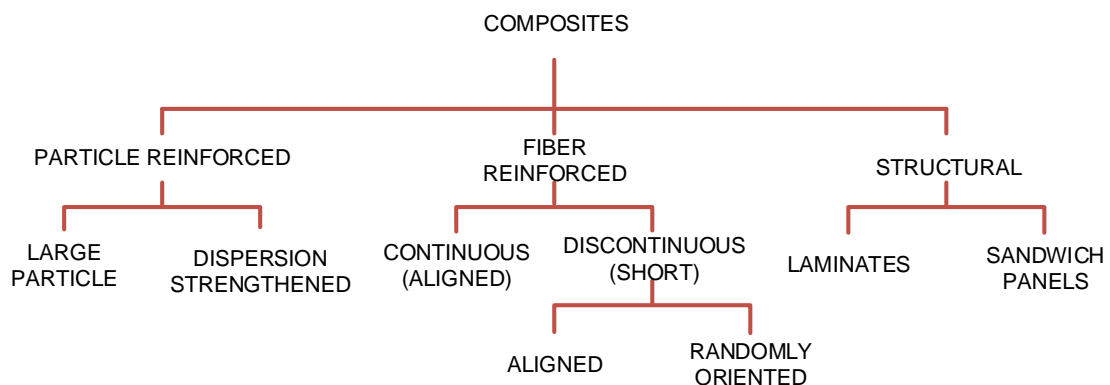 COMPOSITES
PARTICLE REINFORCED
FIBER
REINFORCED
STRUCTURAL
LARGE
PARTICLE
DISPERSION
STRENGTHENED
CONTINUOUS
(ALIGNED)
DISCONTINUOUS
(SHORT)
LAMINATES
SANDWICH
PANELS
ALIGNED
RANDOMLY
ORIENTED